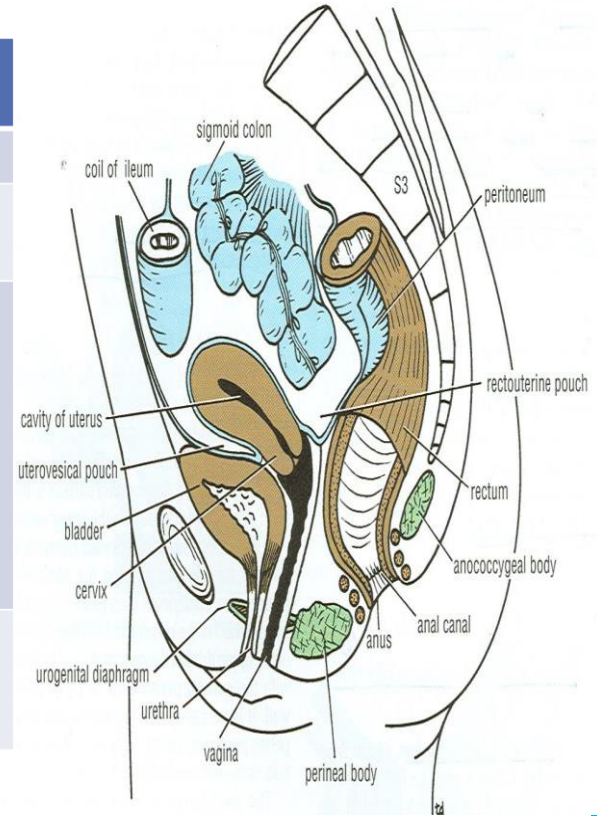 sigmoid colon
coil of ileum
S3
peritoneum
rectouterine pouch
cavity of uterus
uterovesical pouch
rectum
bladder
anococcygeal body
cervix
anal canal
anus
urogenital diaphragm
urethra
vagina
perineal body
td